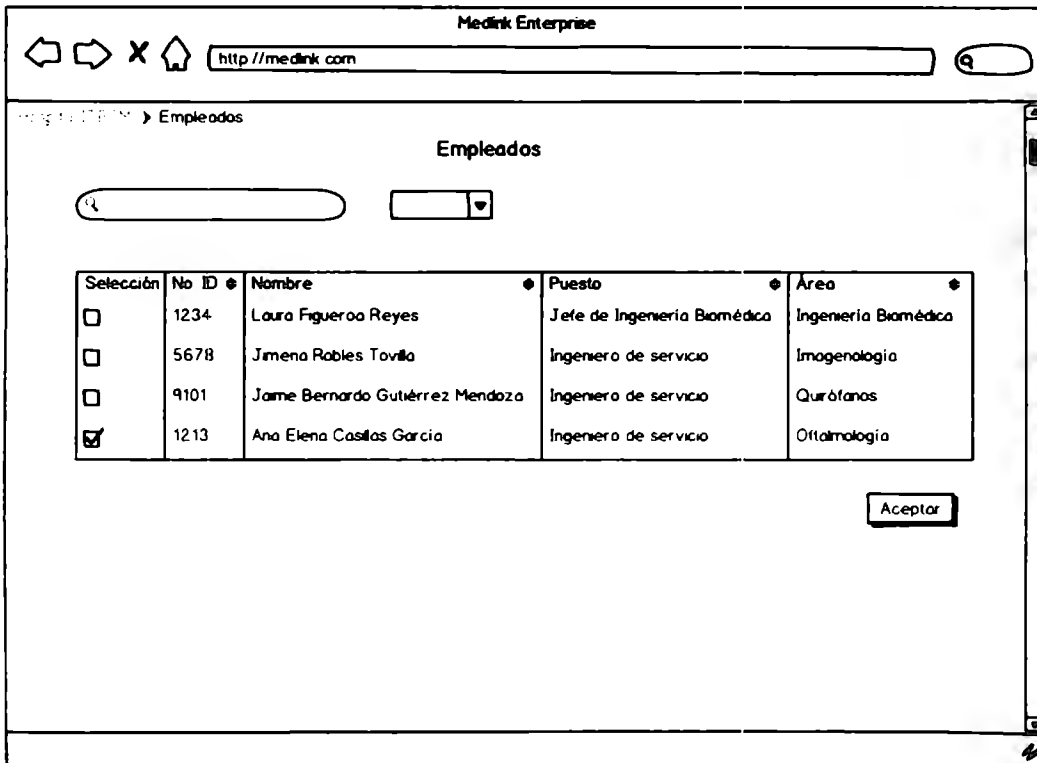 Medink Enterprise
http //medink com
> Empleados
Empleados
Selección No ID Nombre Puesto Área
1234 Laura Figueroa Reyes Jefe de Ingeniería Biomédica Ingeniería Biomédica
5678 Jimena Robles Tovilla Ingeniero de servicio Imagenología
9101 Jaime Bernardo Gutiérrez Mendoza Ingeniero de servicio Quirófanos
1213 Ana Elena Casillas García Ingeniero de servicio Oftalmología
Aceptar